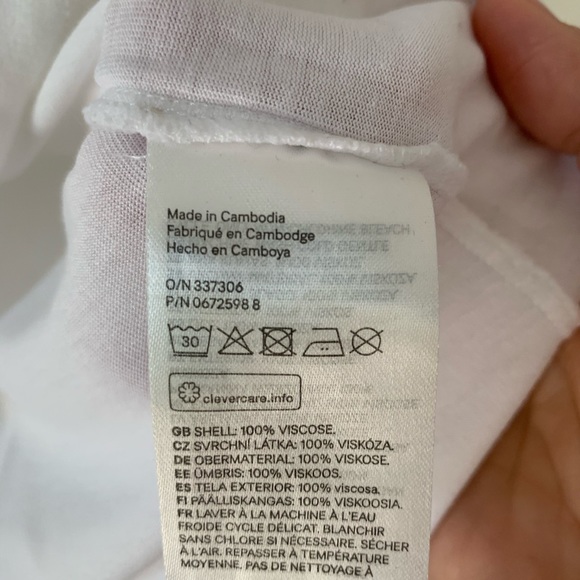 Made in Cambodia
Fabriqué en Cambodge
Hecho en Camboya
O/N 337306
P/N 0672598 8
30
clevercare.info
GB SHELL: 100% VISCOSE.
CZ SVRCHNÍ LÁTKA: 100% VISKÓZA.
DE OBERMATERIAL: 100% VISKOSE.
EE ÜMBRIS: 100% VISKOOS.
ES TELA EXTERIOR: 100% viscosa.
FI PÄÄLLISKANGAS: 100% VISKOOSIA.
FR LAVER À LA MACHINE À L'EAU
FROIDE CYCLE DÉLICAT. BLANCHIR
SANS CHLORE SI NÉCESSAIRE. SÉCHER
À L'AIR. REPASSER À TEMPÉRATURE
MOYENNE. PAS DE NETTOYAGE À